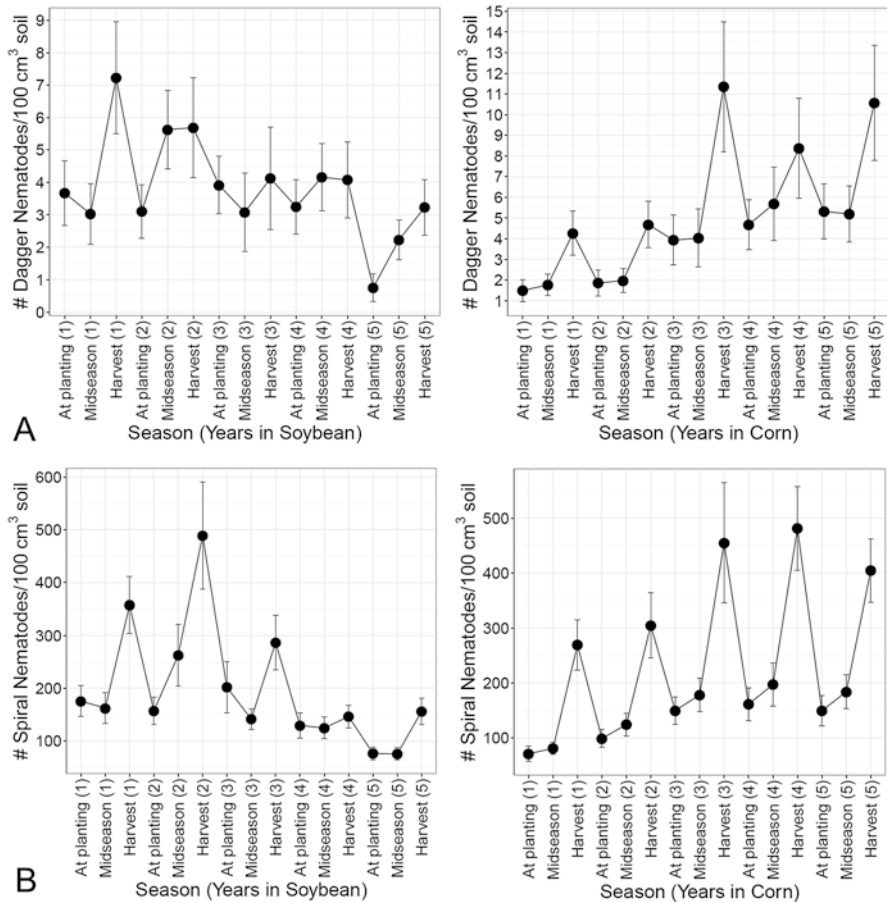 # Dagger Nematodes/100 cm³ soil
9
8
7
6
5
4
3
2
1
0
At planting (1)
Midseason (1)
Harvest (1)
At planting (2)
Midseason (2)
Harvest (2)
At planting (3)
Midseason (3)
Harvest (3)
At planting (4)
Midseason (4)
Harvest (4)
At planting (5)
Midseason (5)
Harvest (5)
Season (Years in Soybean)
A
# Dagger Nematodes/100 cm³ soil
15
14
13
12
11
10
9
8
7
6
5
4
3
2
1
At planting (1)
Midseason (1)
Harvest (1)
At planting (2)
Midseason (2)
Harvest (2)
At planting (3)
Midseason (3)
Harvest (3)
At planting (4)
Midseason (4)
Harvest (4)
At planting (5)
Midseason (5)
Harvest (5)
Season (Years in Corn)
# Spiral Nematodes/100 cm³ soil
600
500
400
300
200
100
At planting (1)
Midseason (1)
Harvest (1)
At planting (2)
Midseason (2)
Harvest (2)
At planting (3)
Midseason (3)
Harvest (3)
At planting (4)
Midseason (4)
Harvest (4)
At planting (5)
Midseason (5)
Harvest (5)
Season (Years in Soybean)
B
# Spiral Nematodes/100 cm³ soil
500
400
300
200
100
At planting (1)
Midseason (1)
Harvest (1)
At planting (2)
Midseason (2)
Harvest (2)
At planting (3)
Midseason (3)
Harvest (3)
At planting (4)
Midseason (4)
Harvest (4)
At planting (5)
Midseason (5)
Harvest (5)
Season (Years in Corn)